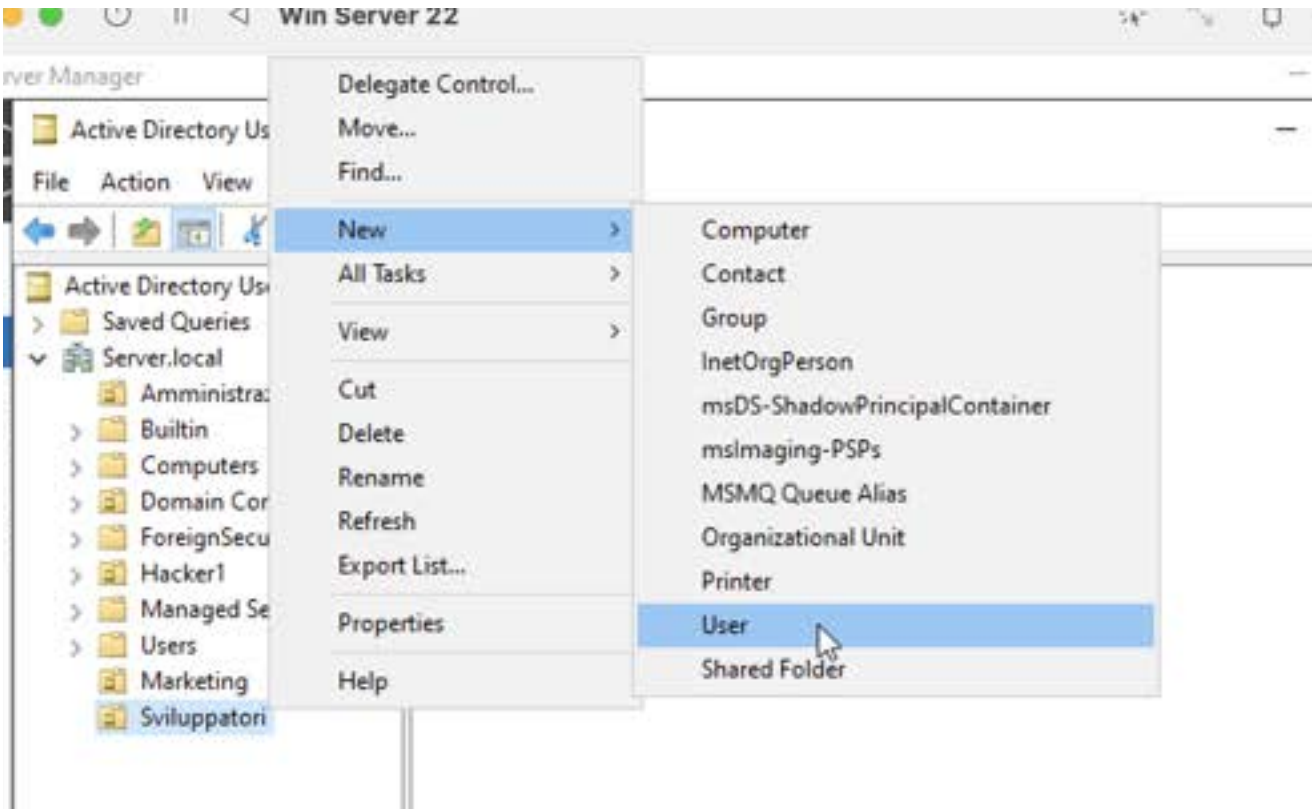 Win Server 22
rver Manager
Active Directory Us
File Action View
Active Directory Use
Saved Queries
Server.local
Amministra
Builtin
Computers
Domain Cor
ForeignSecu
Hacker1
Managed Se
Users
Marketing
Sviluppatori
Delegate Control...
Move...
Find...
New
All Tasks
View
Cut
Delete
Rename
Refresh
Export List...
Properties
Help
Computer
Contact
Group
InetOrgPerson
msDS-ShadowPrincipalContainer
msImaging-PSPs
MSMQ Queue Alias
Organizational Unit
Printer
User
Shared Folder